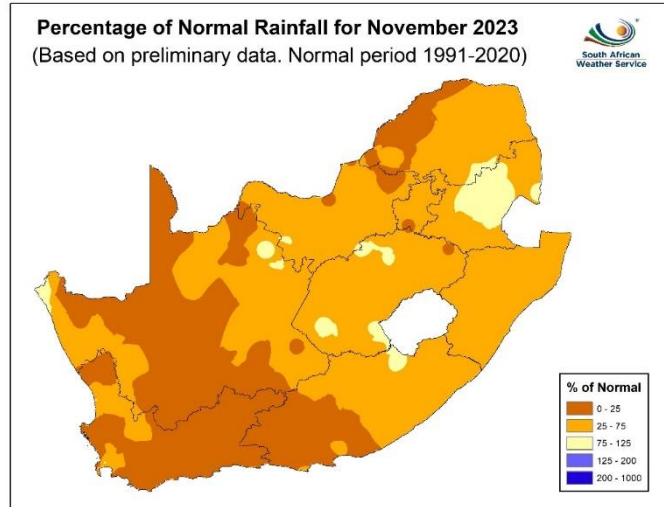 Percentage of Normal Rainfall for November 2023
(Based on preliminary data. Normal period 1991-2020)
South African
Weather Service
% of Normal
0 - 25
25 - 75
75 - 125
125 - 200
200 - 1000